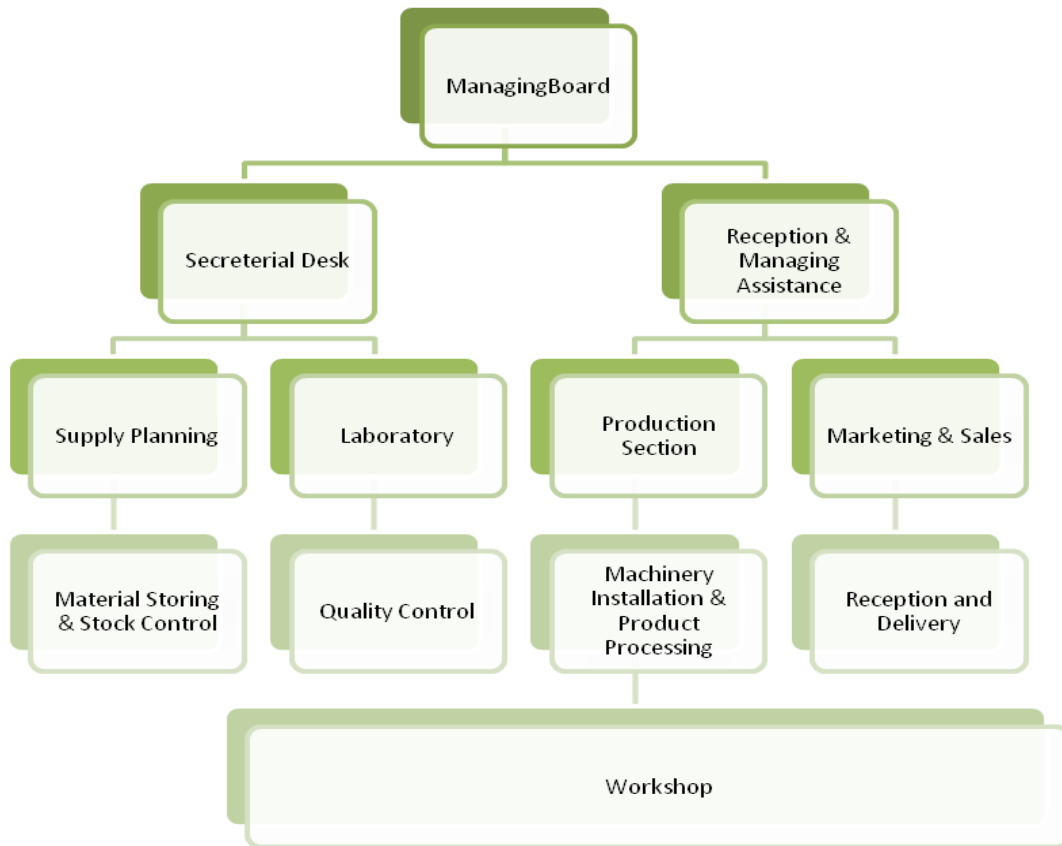 ManagingBoard
Secreterial Desk
Reception &
Managing
Assistance
Supply Planning
Laboratory
Production
Section
Marketing & Sales
Material Storing
& Stock Control
Quality Control
Machinery
Installation &
Product
Processing
Reception and
Delivery
Workshop